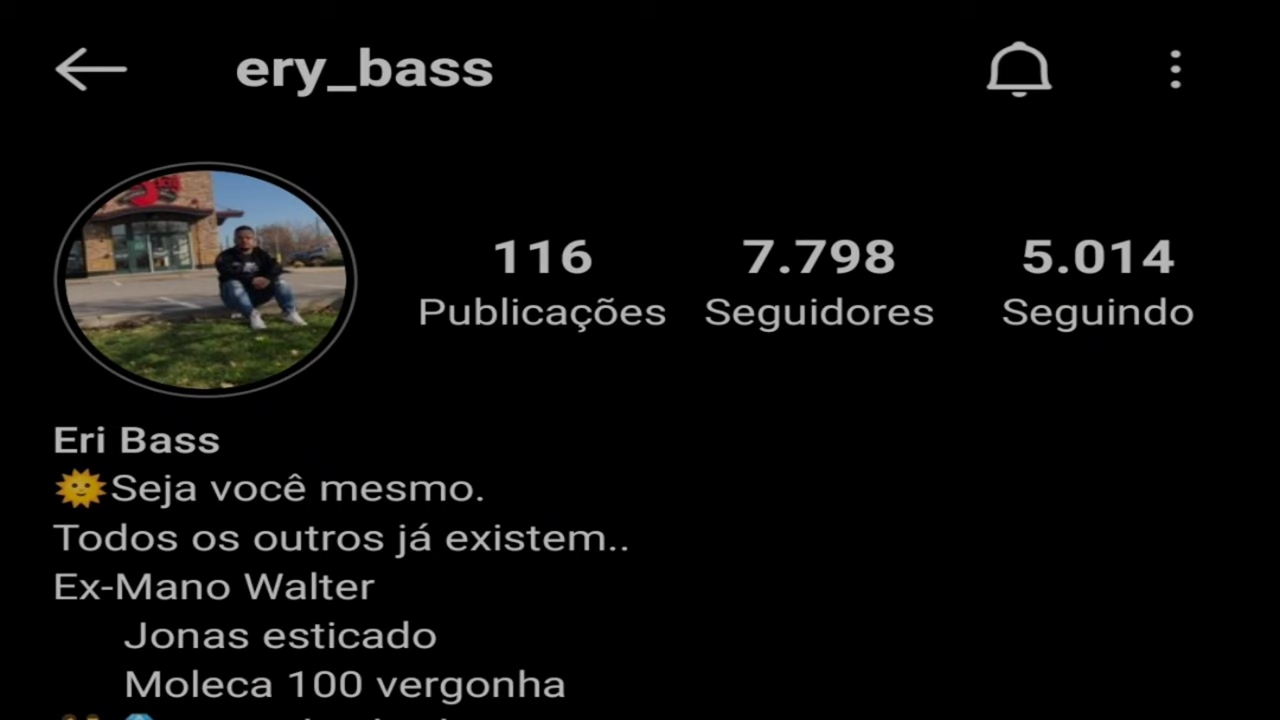 ery_bass
116 7.798 5.014
Publicações Seguidores Seguindo
Eri Bass
🌞Seja você mesmo.
Todos os outros já existem..
Ex-Mano Walter
Jonas esticado
Moleca 100 vergonha